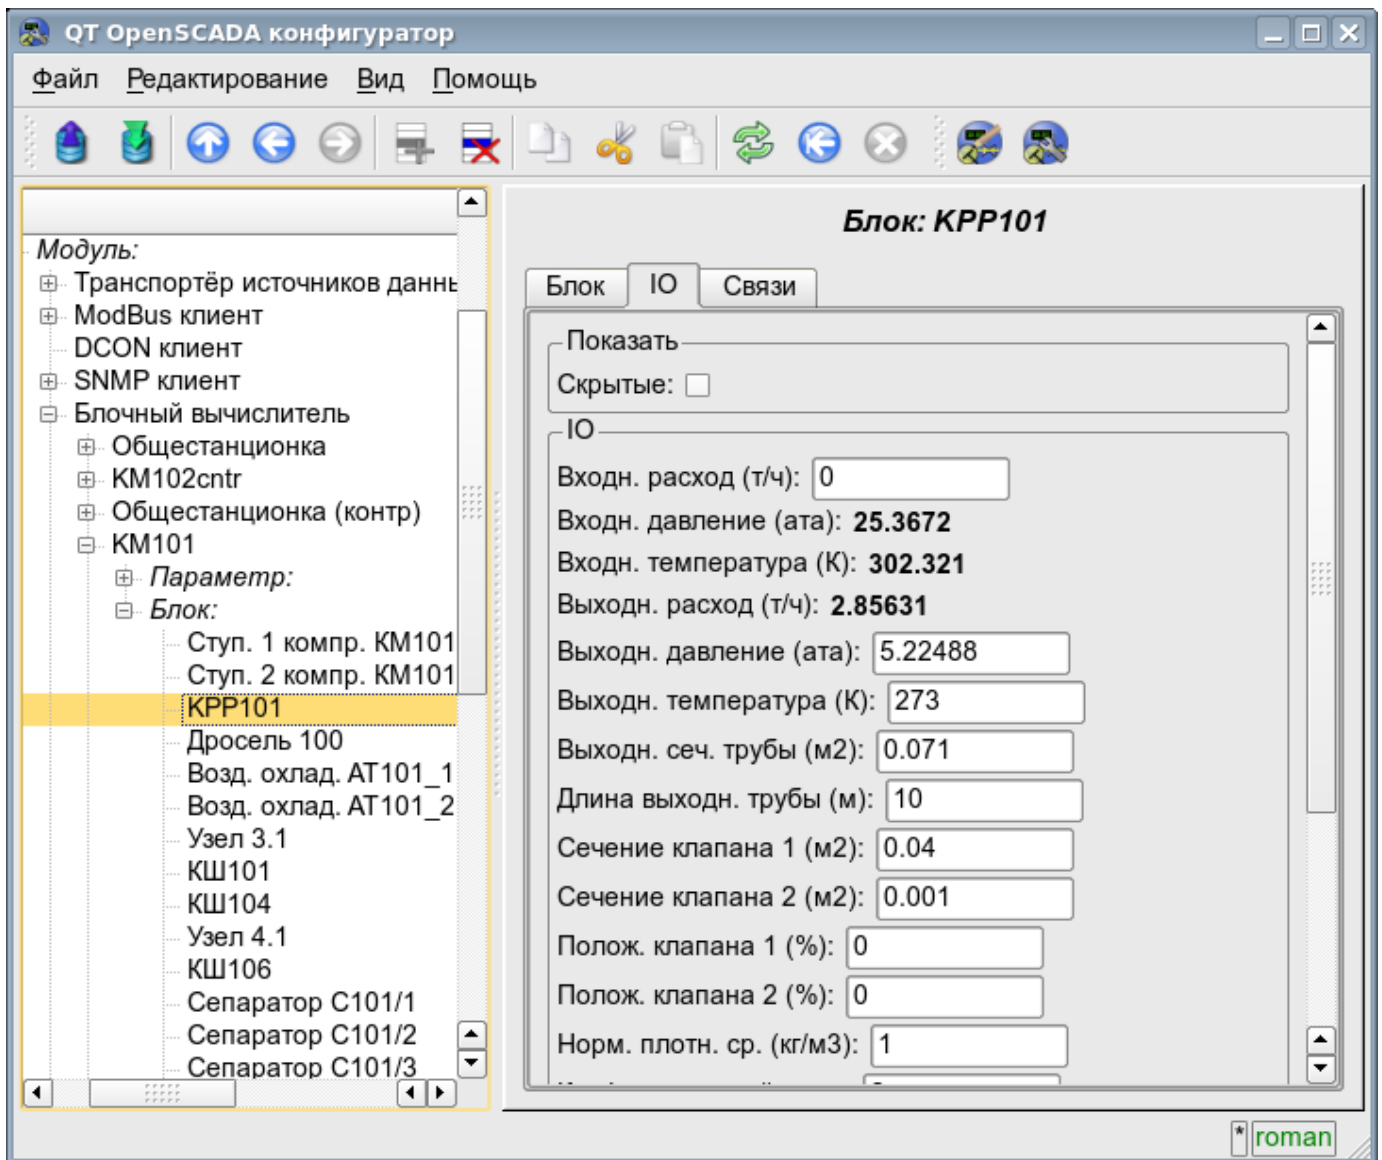 QT OpenSCADA конфигуратор
Файл Редактирование Вид Помощь
Модуль:
Транспортёр источников данны
ModBus клиент
DCON клиент
SNMP клиент
Блочный вычислитель
Общестанционка
KM102cntr
Общестанционка (контр)
KM101
Параметр:
Блок:
Ступ. 1 компр. КМ101
Ступ. 2 компр. КМ101
KPP101
Дросель 100
Возд. охлад. АТ101_1
Возд. охлад. АТ101_2
Узел 3.1
КШ101
КШ104
Узел 4.1
КШ106
Сепаратор С101/1
Сепаратор С101/2
Сепаратор С101/3
Блок: KPP101
Блок IO Связи
Показать
Скрытые:
IO
Входн. расход (т/ч): 0
Входн. давление (ата): 25.3672
Входн. температура (К): 302.321
Выходн. расход (т/ч): 2.85631
Выходн. давление (ата): 5.22488
Выходн. температура (К): 273
Выходн. сеч. трубы (м2): 0.071
Длина выходн. трубы (м): 10
Сечение клапана 1 (м2): 0.04
Сечение клапана 2 (м2): 0.001
Полож. клапана 1 (%): 0
Полож. клапана 2 (%): 0
Норм. плотн. ср. (кг/м3): 1
* roman